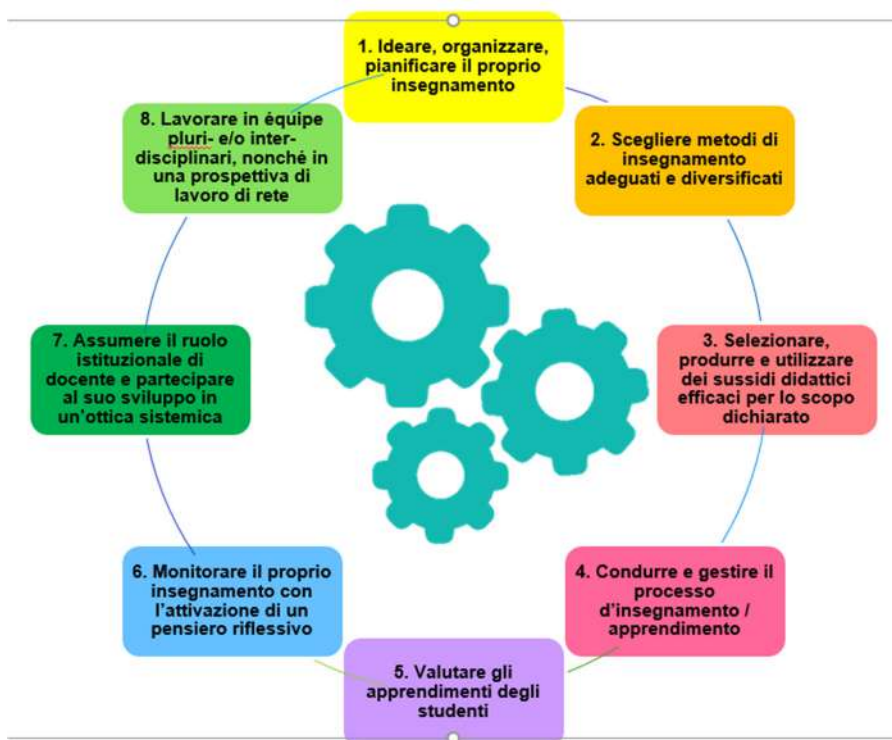 1. Ideare, organizzare,
pianificare il proprio
insegnamento
2. Scegliere metodi di
insegnamento
adeguati e diversificati
3. Selezionare,
produrre e utilizzare
dei sussidi didattici
efficaci per lo scopo
dichiarato
4. Condurre e gestire il
processo
d'insegnamento /
apprendimento
5. Valutare gli
apprendimenti degli
studenti
6. Monitorare il proprio
insegnamento con
l'attivazione di un
pensiero riflessivo
7. Assumere il ruolo
istituzionale di
docente e partecipare
al suo sviluppo in
un'ottica sistemica
8. Lavorare in équipe
pluri- e/o inter-
disciplinari, nonché in
una prospettiva di
lavoro di rete